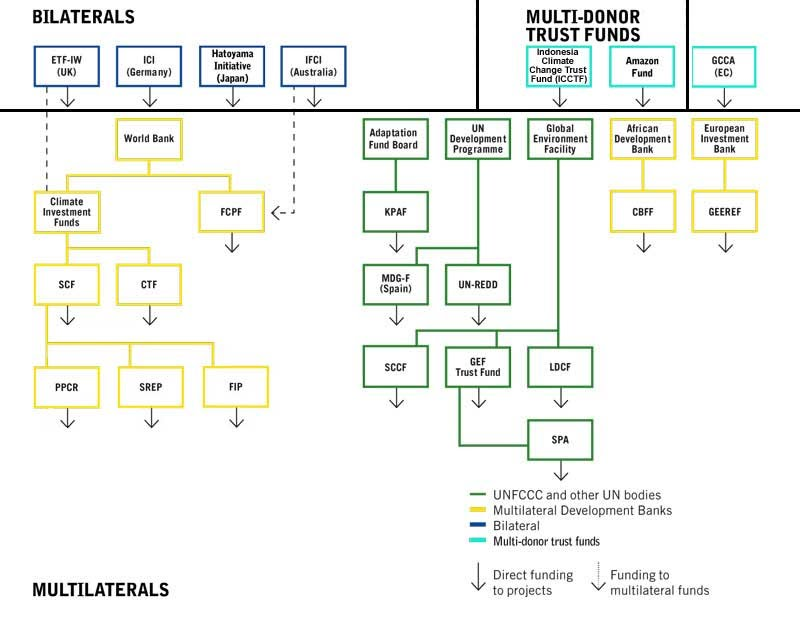 BILATERALS
MULTI-DONOR
TRUST FUNDS
ETF-IW
(UK)
ICI
(Germany)
Hatoyama
Initiative
(Japan)
IFCI
(Australia)
Indonesia
Climate
Change Trust
Fund (ICCTF)
Amazon
Fund
GCCA
(EC)
World Bank
Adaptation
Fund Board
UN
Development
Programme
Global
Environment
Facility
African
Development
Bank
European
Investment
Bank
Climate
Investment
Funds
FCPF
KPAF
CBFF
GEEREF
SCF
CTF
MDG-F
(Spain)
UN-REDD
SCCF
GEF
Trust Fund
LDCF
PPCR
SREP
FIP
SPA
UNFCCC and other UN bodies
Multilateral Development Banks
Bilateral
Multi-donor trust funds
Direct funding
to projects
Funding to
multilateral funds
MULTILATERALS